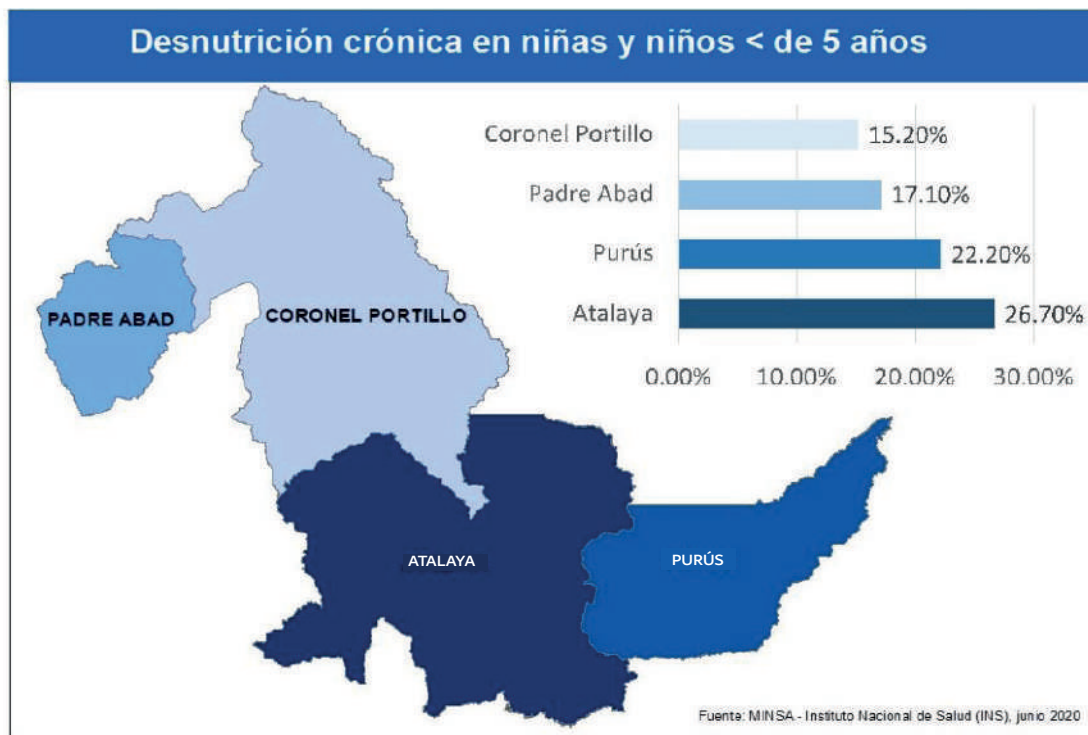 Desnutrición crónica en niñas y niños < de 5 años
Coronel Portillo
15.20%
Padre Abad
17.10%
Purús
22.20%
Atalaya
26.70%
0.00%
10.00%
20.00%
30.00%
PADRE ABAD
CORONEL PORTILLO
ATALAYA
PURÚS
Fuente: MINSA - Instituto Nacional de Salud (INS), junio 2020